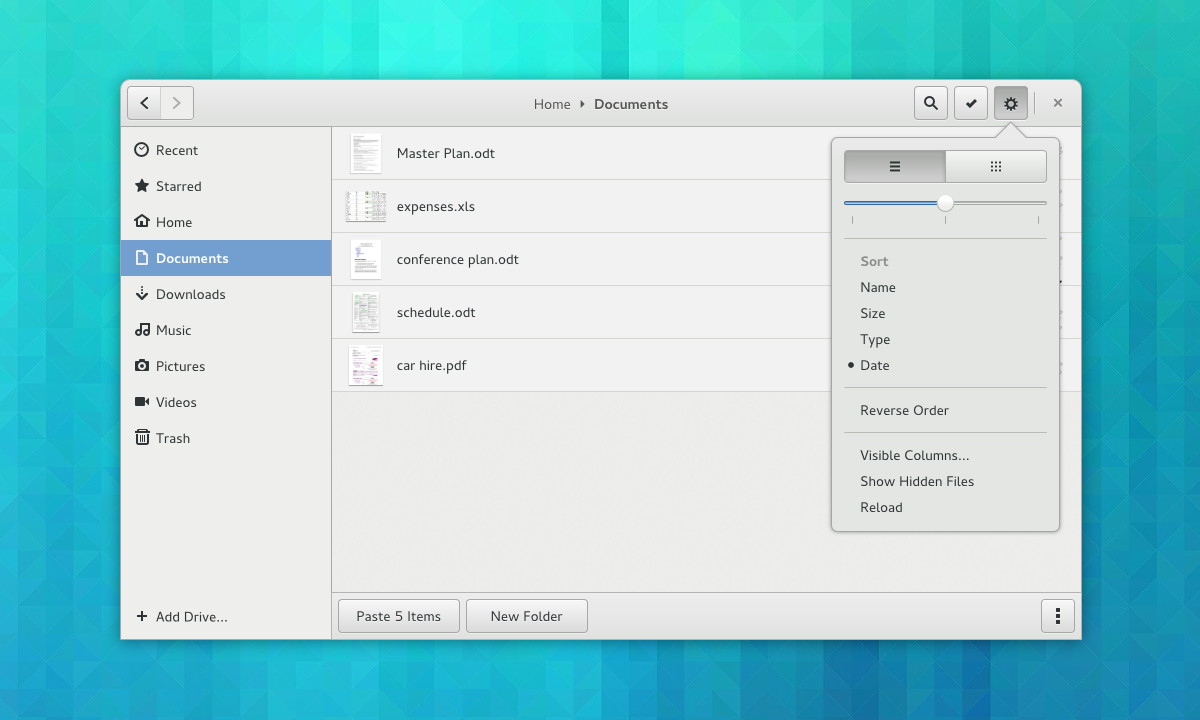 Home Documents
Recent
Starred
Home
Documents
Downloads
Music
Pictures
Videos
Trash
Add Drive...
Master Plan.odt
expenses.xls
conference plan.odt
schedule.odt
car hire.pdf
Sort
Name
Size
Type
Date
Reverse Order
Visible Columns...
Show Hidden Files
Reload
Paste 5 Items
New Folder